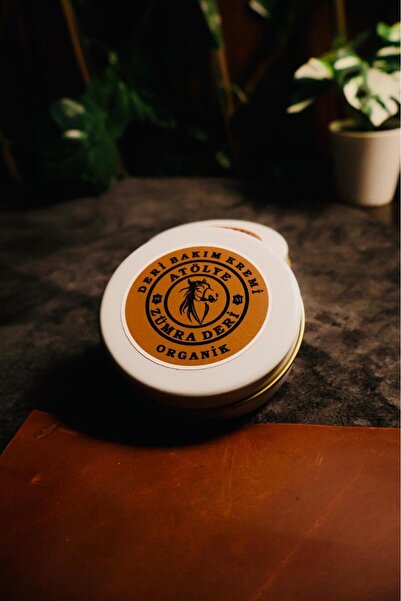 DERİ BAKIM KREMİ
ATÖLYE
ZÜMRA DERİ
ORGANİK